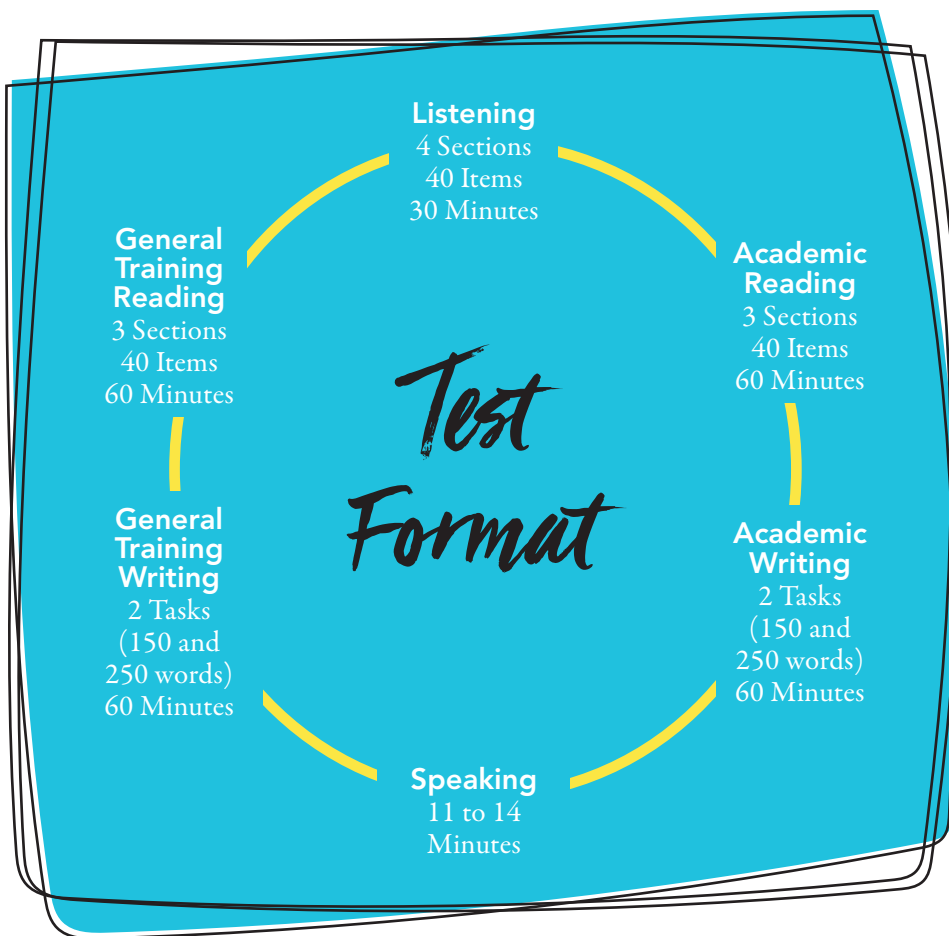 Listening
4 Sections
40 Items
30 Minutes
General
Training
Reading
3 Sections
40 Items
60 Minutes
Academic
Reading
3 Sections
40 Items
60 Minutes
Test
Format
General
Training
Writing
2 Tasks
(150 and
250 words)
60 Minutes
Academic
Writing
2 Tasks
(150 and
250 words)
60 Minutes
Speaking
11 to 14
Minutes